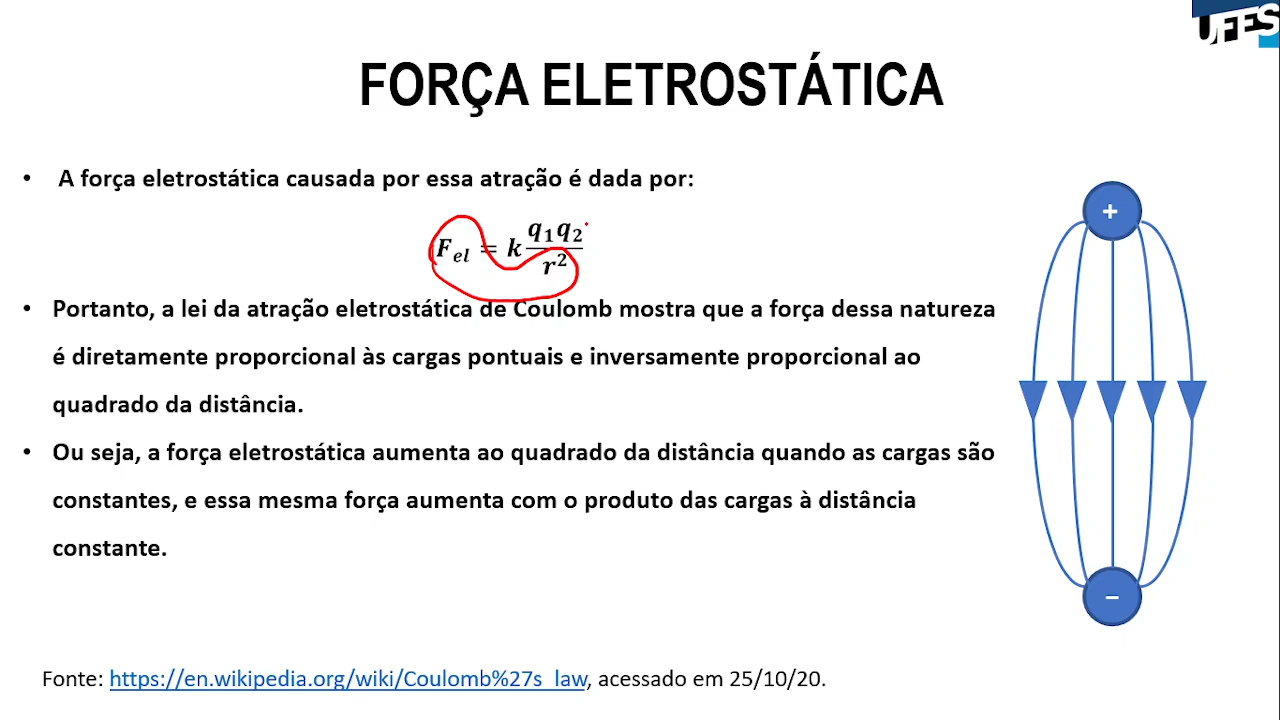 UFES
FORÇA ELETROSTÁTICA
• A força eletrostática causada por essa atração é dada por:
F_el = k q₁q₂ / r²
• Portanto, a lei da atração eletrostática de Coulomb mostra que a força dessa natureza
é diretamente proporcional às cargas pontuais e inversamente proporcional ao
quadrado da distância.
• Ou seja, a força eletrostática aumenta ao quadrado da distância quando as cargas são
constantes, e essa mesma força aumenta com o produto das cargas à distância
constante.
+
−
Fonte: https://en.wikipedia.org/wiki/Coulomb%27s_law, acessado em 25/10/20.